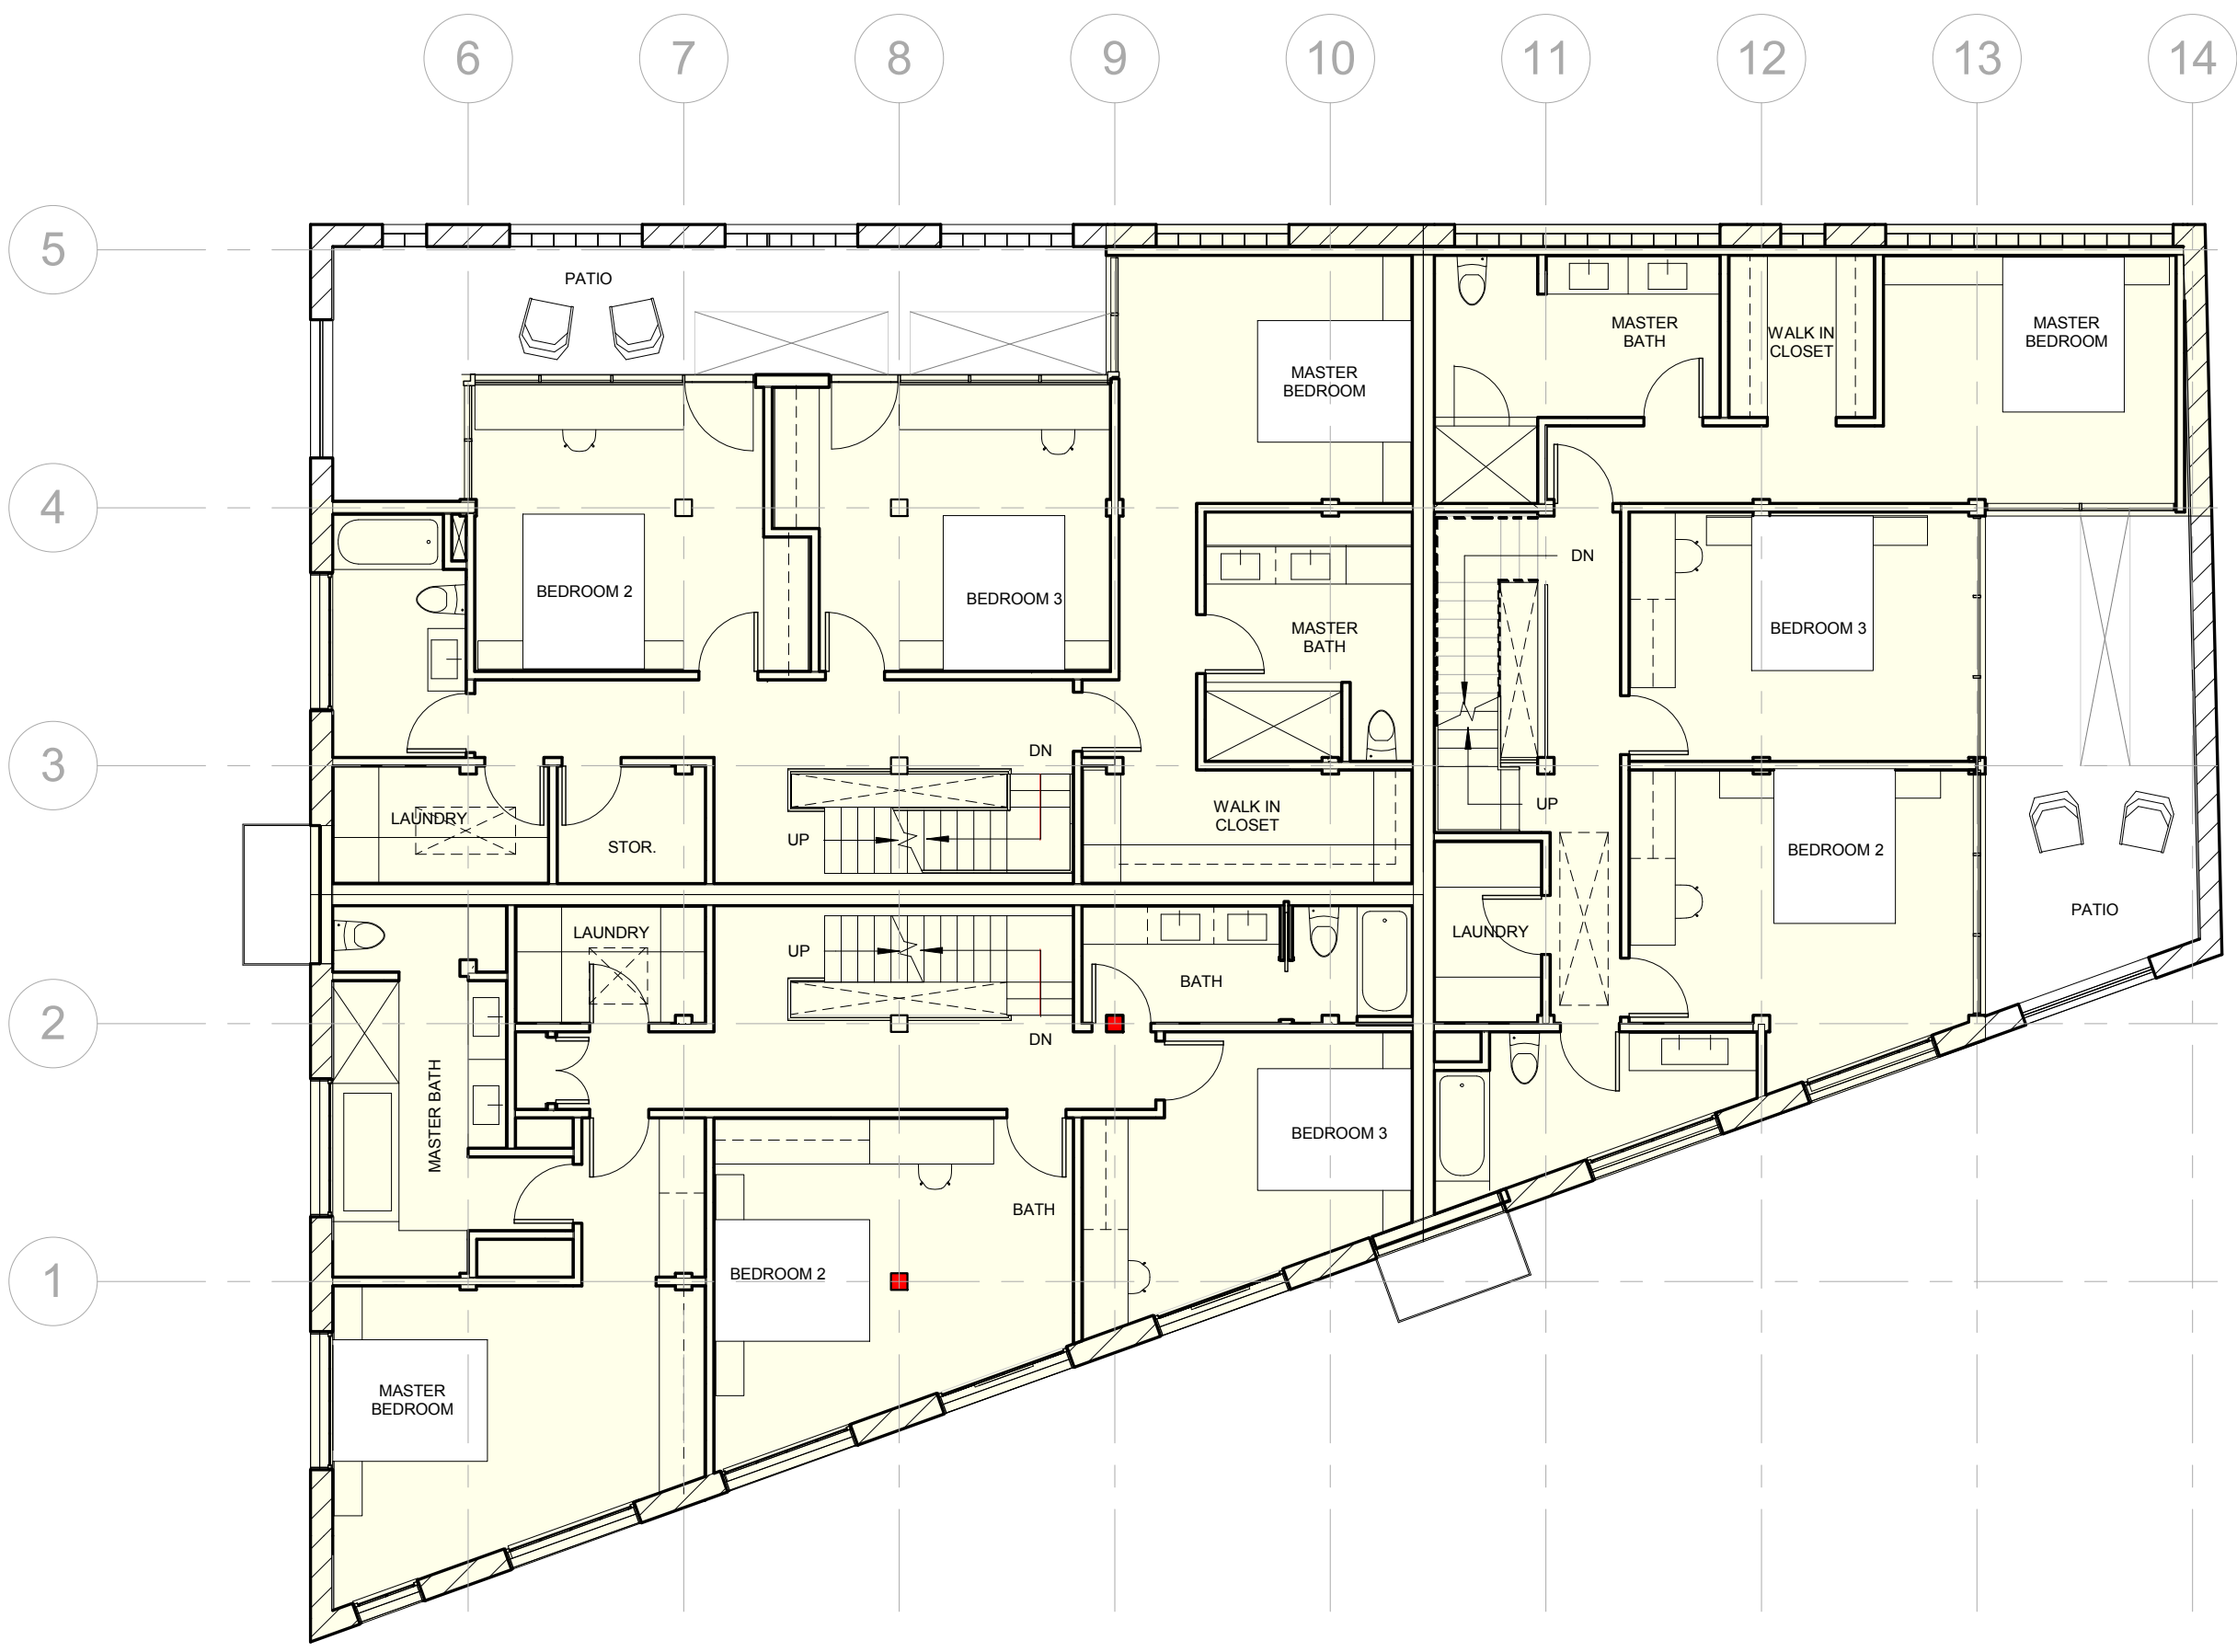 6 7 8 9 10 11 12 13 14
5
PATIO
MASTER
BATH
WALK IN
CLOSET
MASTER
BEDROOM
MASTER
BEDROOM
4
BEDROOM 2
BEDROOM 3
DN
MASTER
BATH
BEDROOM 3
3
DN
LAUNDRY
STOR.
UP
WALK IN
CLOSET
UP
BEDROOM 2
PATIO
LAUNDRY
UP
BATH
LAUNDRY
2
DN
MASTER BATH
BEDROOM 3
BATH
1
BEDROOM 2
MASTER
BEDROOM